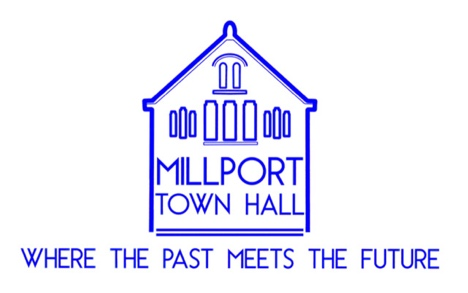 MILLPORT
TOWN HALL
WHERE THE PAST MEETS THE FUTURE